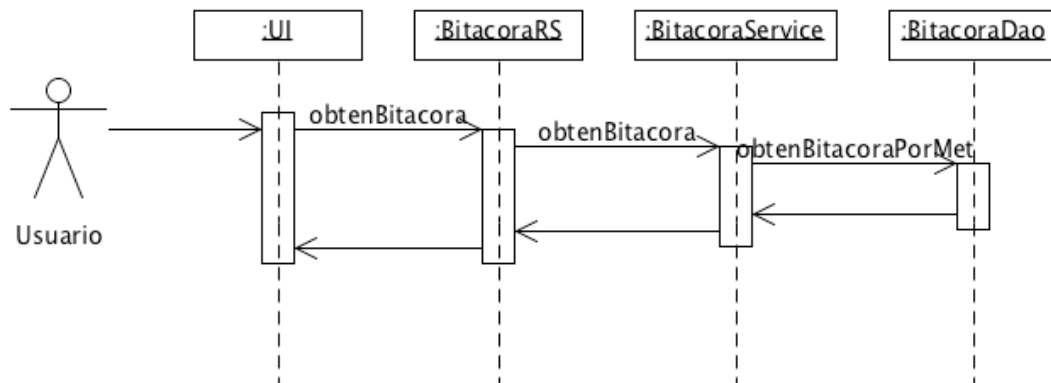 :UI
:BitacoraRS
:BitacoraService
:BitacoraDao
obtenBitacora
obtenBitacora
obtenBitacoraPorMet
Usuario